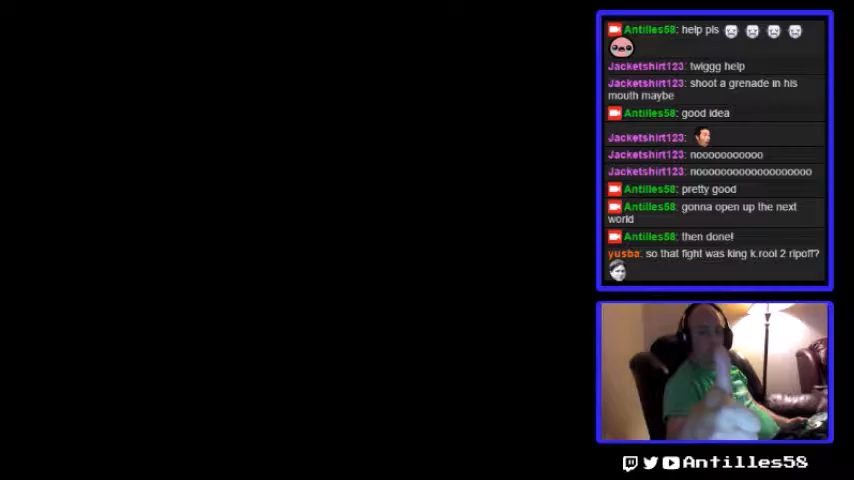 Antilles58: help pls
Jacketshirt123: twiggg help
Jacketshirt123: shoot a grenade in his
mouth maybe
Antilles58: good idea
Jacketshirt123:
Jacketshirt123: nooooooooooo
Jacketshirt123: nooooooooooooooooooo
Antilles58: pretty good
Antilles58: gonna open up the next
world
Antilles58: then done!
yusba: so that fight was king k.rool 2 ripoff?
Antilles58